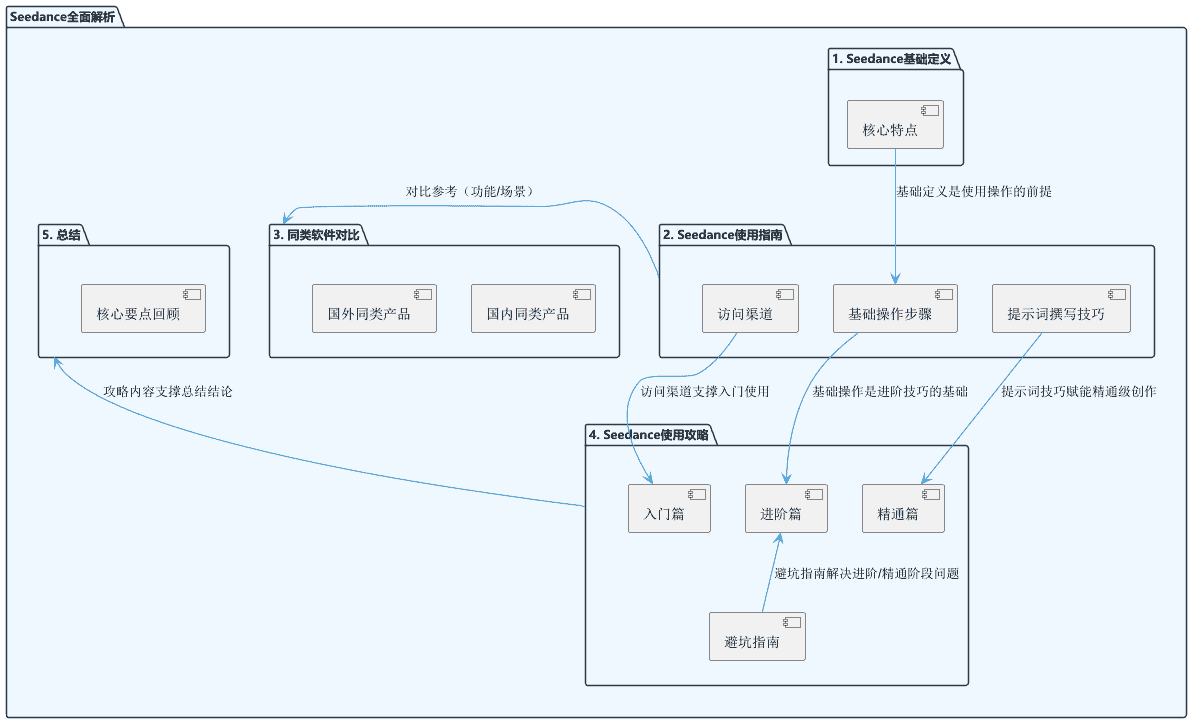 Seedance全面解析
1. Seedance基础定义
核心特点
基础定义是使用操作的前提
对比参考（功能/场景）
5. 总结
核心要点回顾
3. 同类软件对比
国外同类产品
国内同类产品
2. Seedance使用指南
访问渠道
基础操作步骤
提示词撰写技巧
攻略内容支撑总结结论
访问渠道支撑入门使用
基础操作是进阶技巧的基础
提示词技巧赋能精通级创作
4. Seedance使用攻略
入门篇
进阶篇
精通篇
避坑指南解决进阶/精通阶段问题
避坑指南